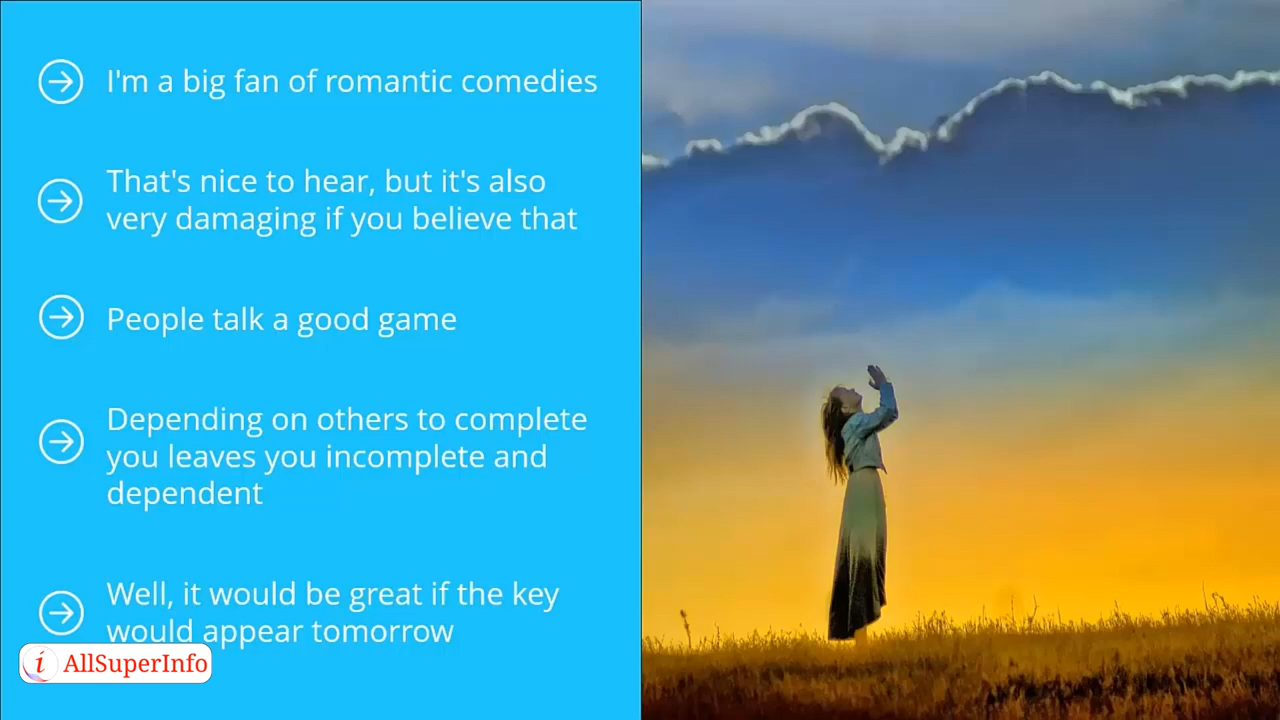 I'm a big fan of romantic comedies
That's nice to hear, but it's also
very damaging if you believe that
People talk a good game
Depending on others to complete
you leaves you incomplete and
dependent
Well, it would be great if the key
would appear tomorrow
i AllSuperInfo